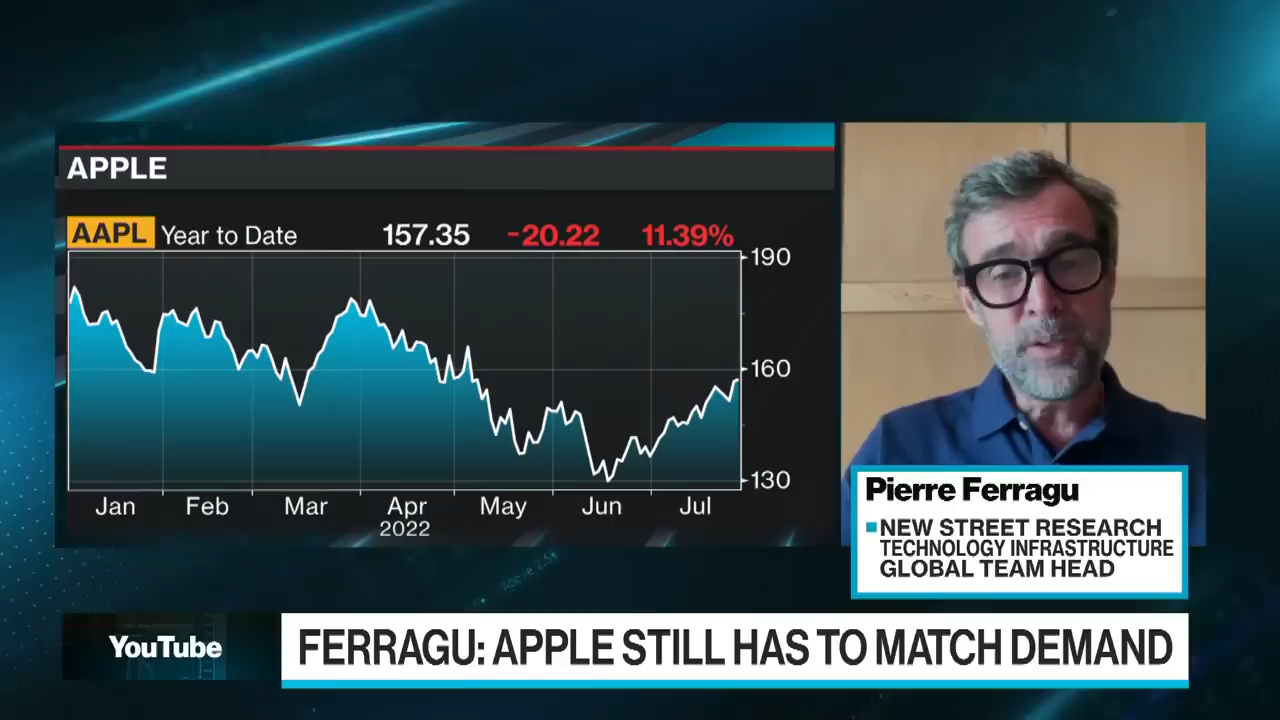 APPLE
AAPL Year to Date 157.35 -20.22 11.39%
190
160
130
Jan Feb Mar Apr May Jun Jul
2022
Pierre Ferragu
NEW STREET RESEARCH
TECHNOLOGY INFRASTRUCTURE
GLOBAL TEAM HEAD
YouTube
FERRAGU: APPLE STILL HAS TO MATCH DEMAND